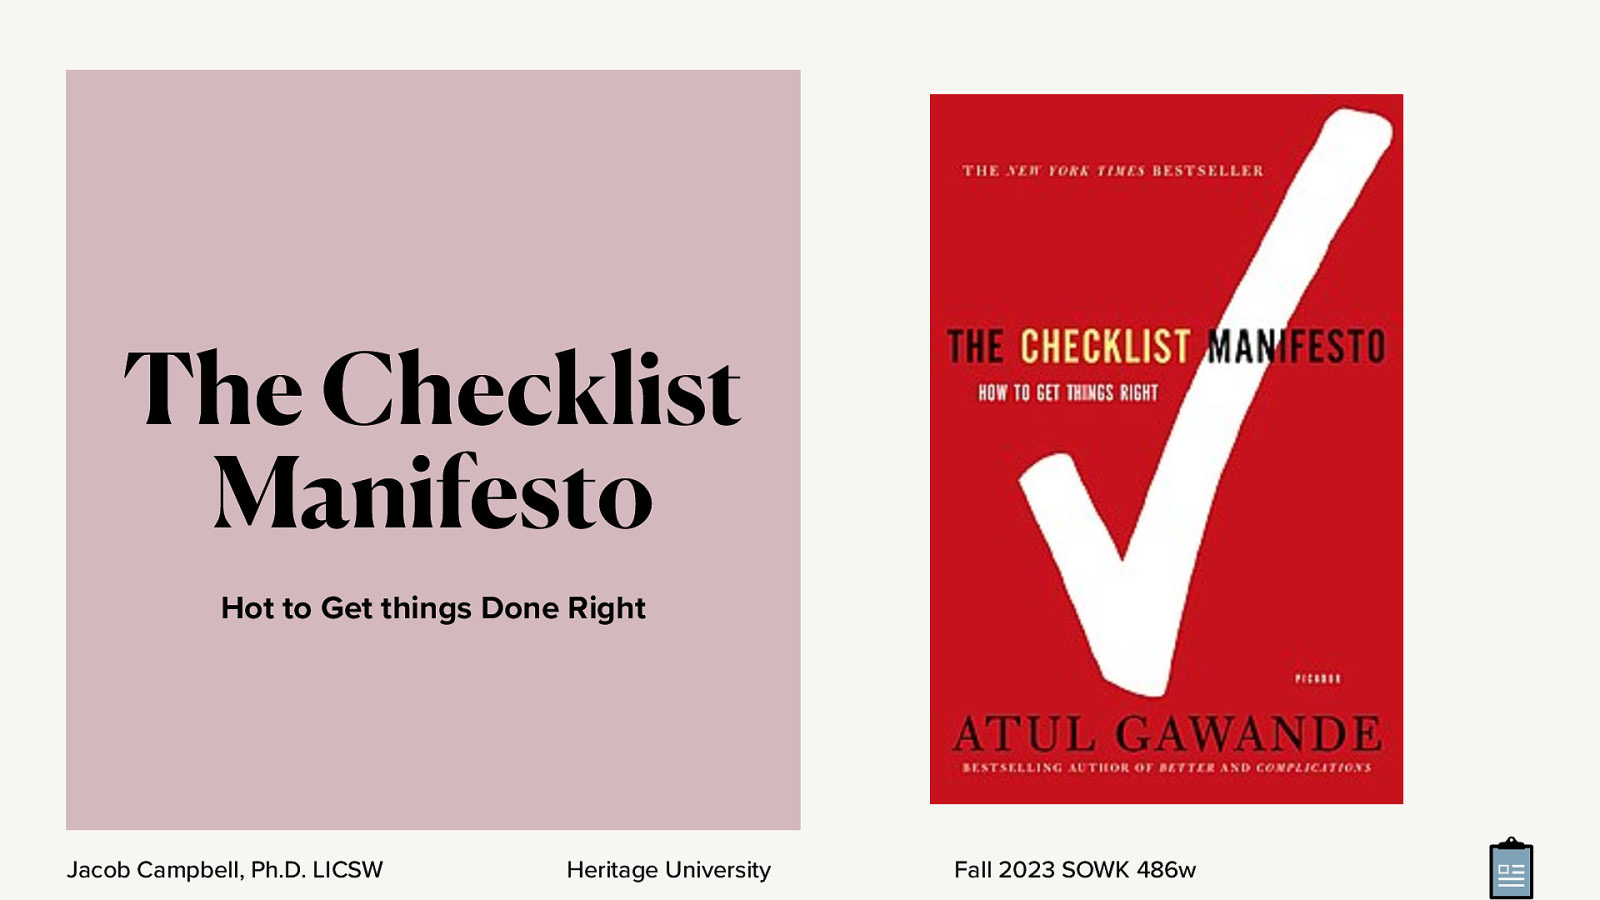 The Checklist
Manifesto
Hot to Get things Done Right
THE NEW YORK TIMES BESTSELLER
THE CHECKLIST MANIFESTO
HOW TO GET THINGS RIGHT
PICADOR
ATUL GAWANDE
BESTSELLING AUTHOR OF BETTER AND COMPLICATIONS
Jacob Campbell, Ph.D. LICSW
Heritage University
Fall 2023 SOWK 486w